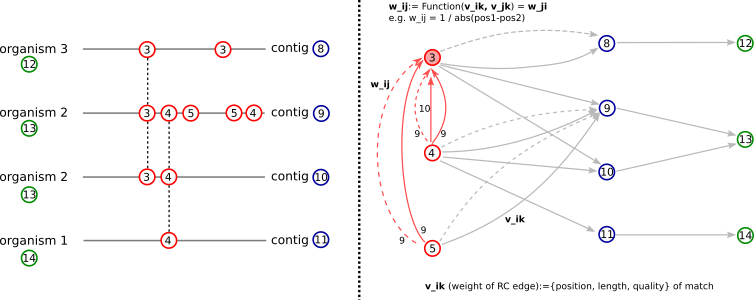 organism 3
12
3
3
contig 8
organism 2
13
3
4
5
5
4
contig 9
organism 2
13
3
4
contig 10
organism 1
14
4
contig 11
w_ij:= Function(v_ik, v_jk) = w_ji
e.g. w_ij = 1 / abs(pos1-pos2)
3
8
12
w_ij
10
9
9
9
4
13
10
v_ik
9
9
5
11
14
v_ik (weight of RC edge):={position, length, quality} of match